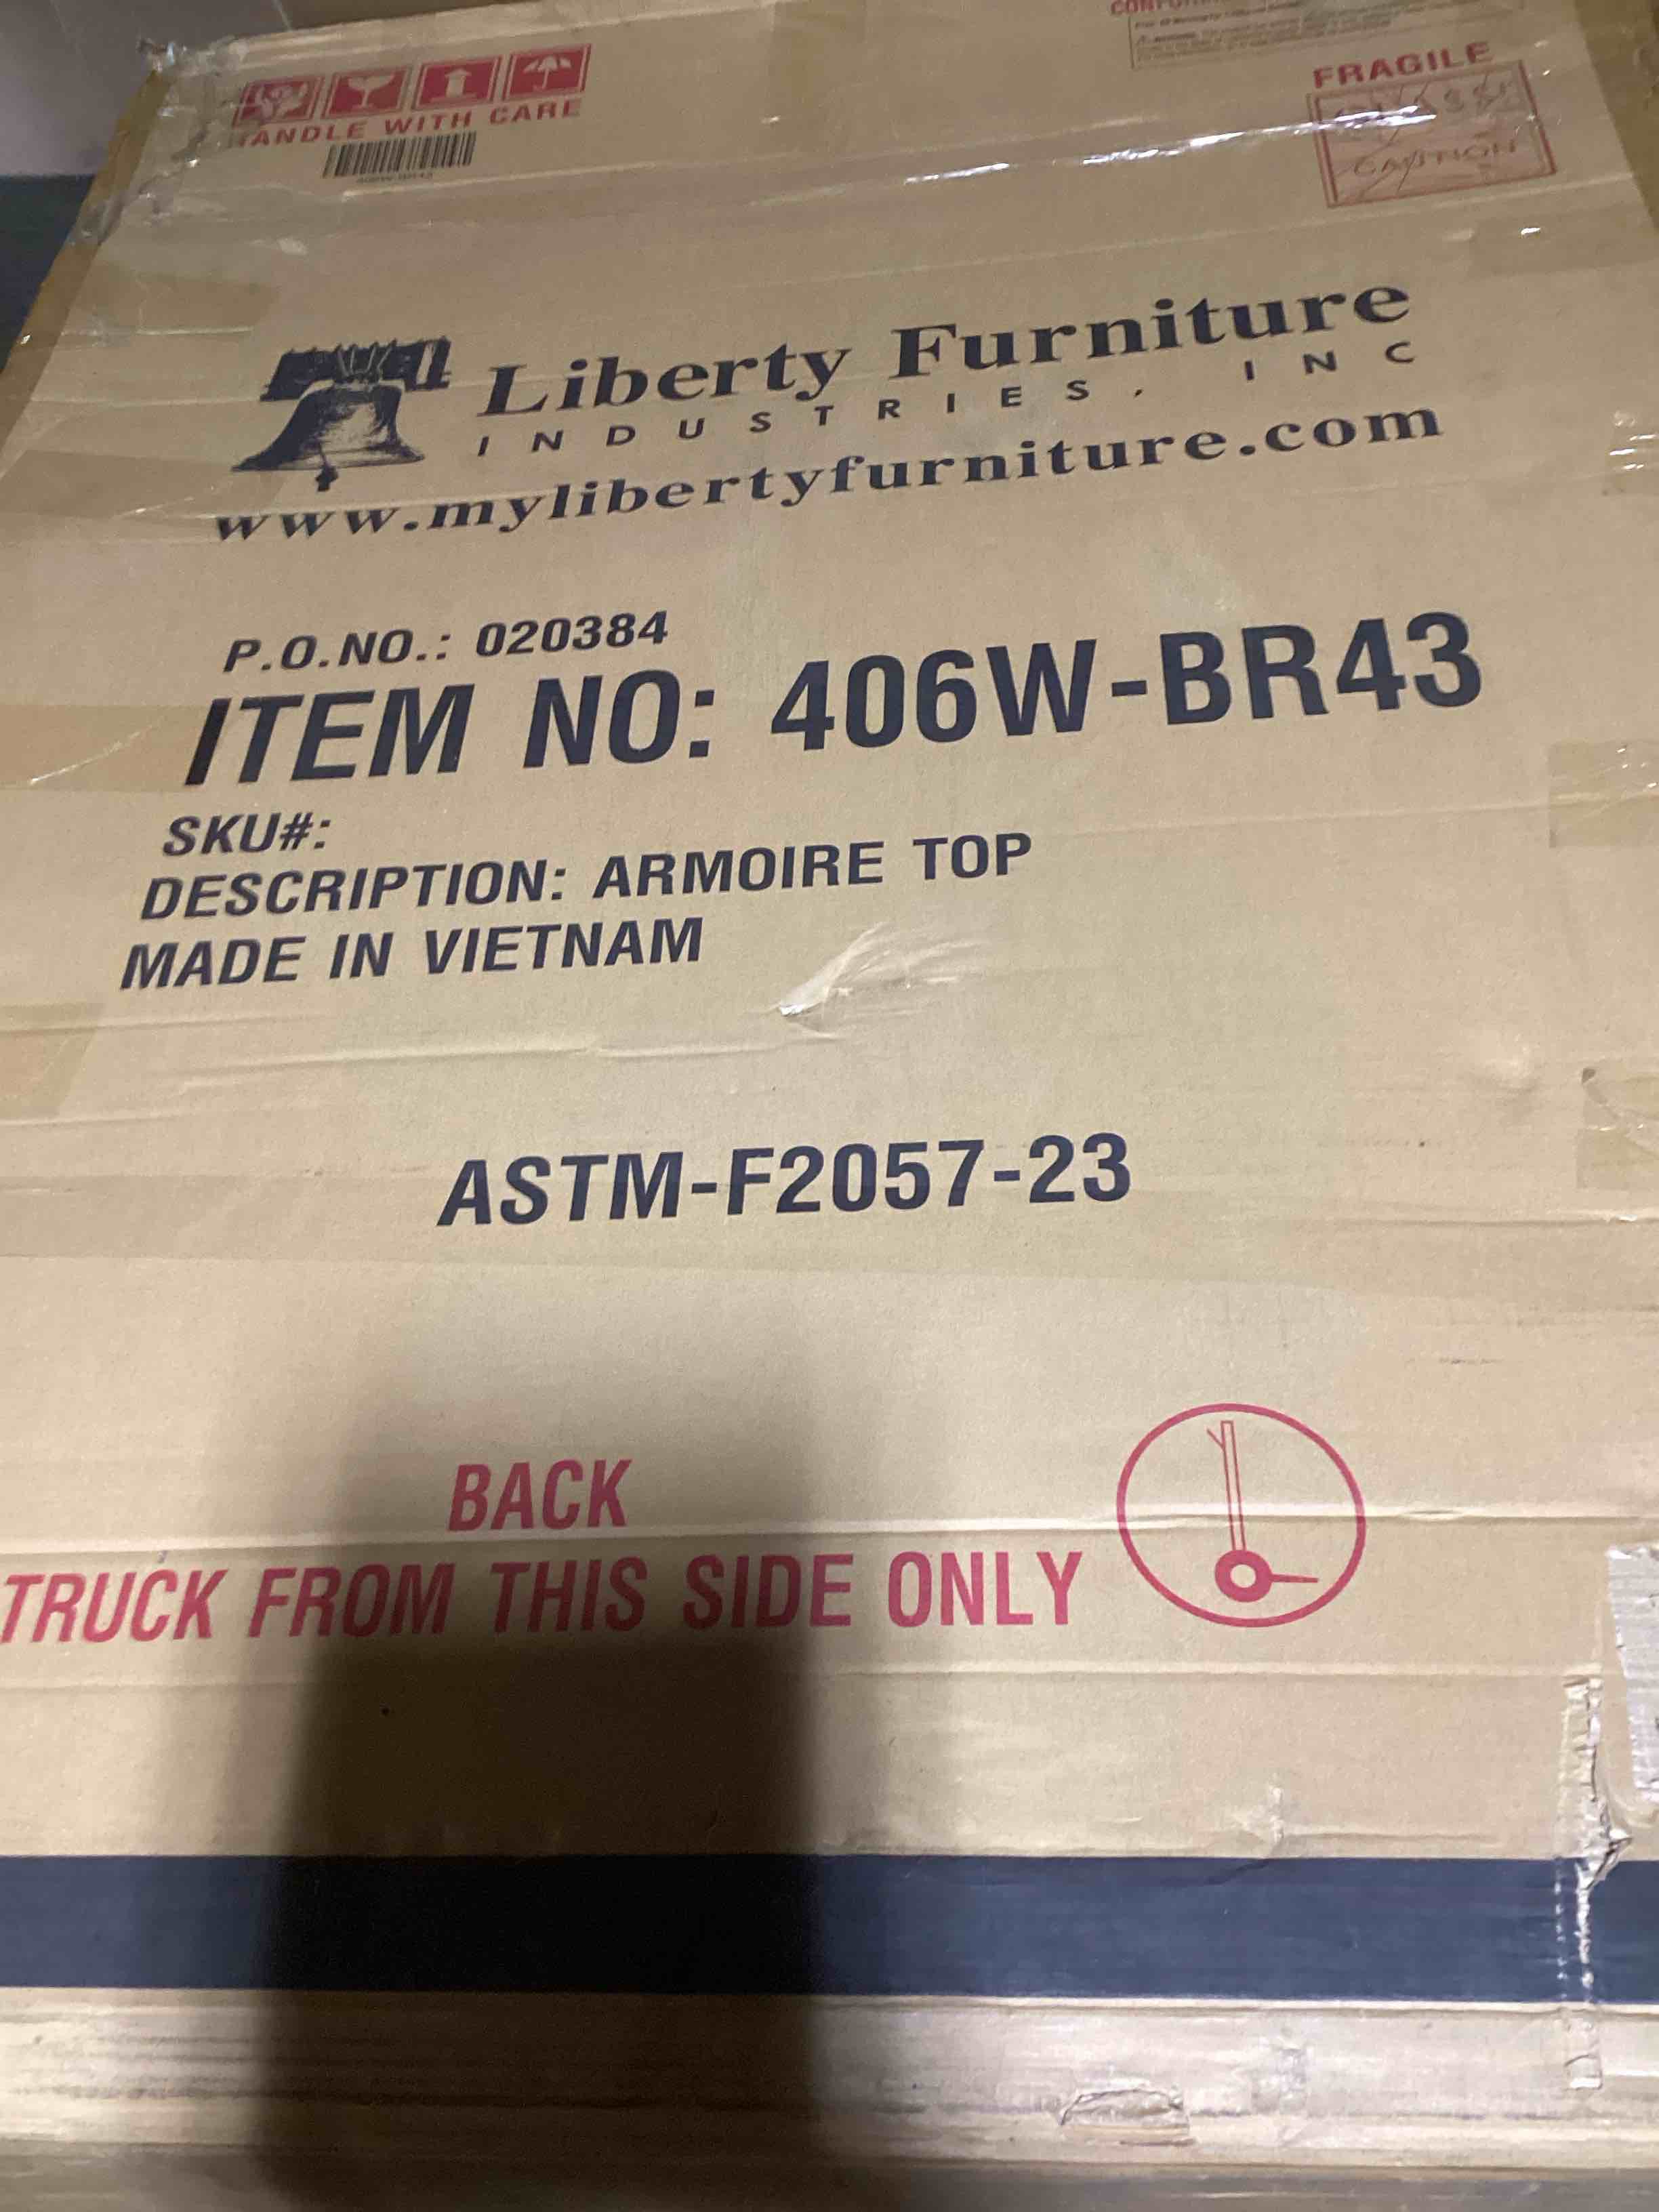 HANDLE WITH CARE
FRAGILE
CAUTION
Liberty Furniture
INDUSTRIES, INC
www.mylibertyfurniture.com
P.O.NO.: 020384
ITEM NO: 406W-BR43
SKU#:
DESCRIPTION: ARMOIRE TOP
MADE IN VIETNAM
ASTM-F2057-23
BACK
TRUCK FROM THIS SIDE ONLY